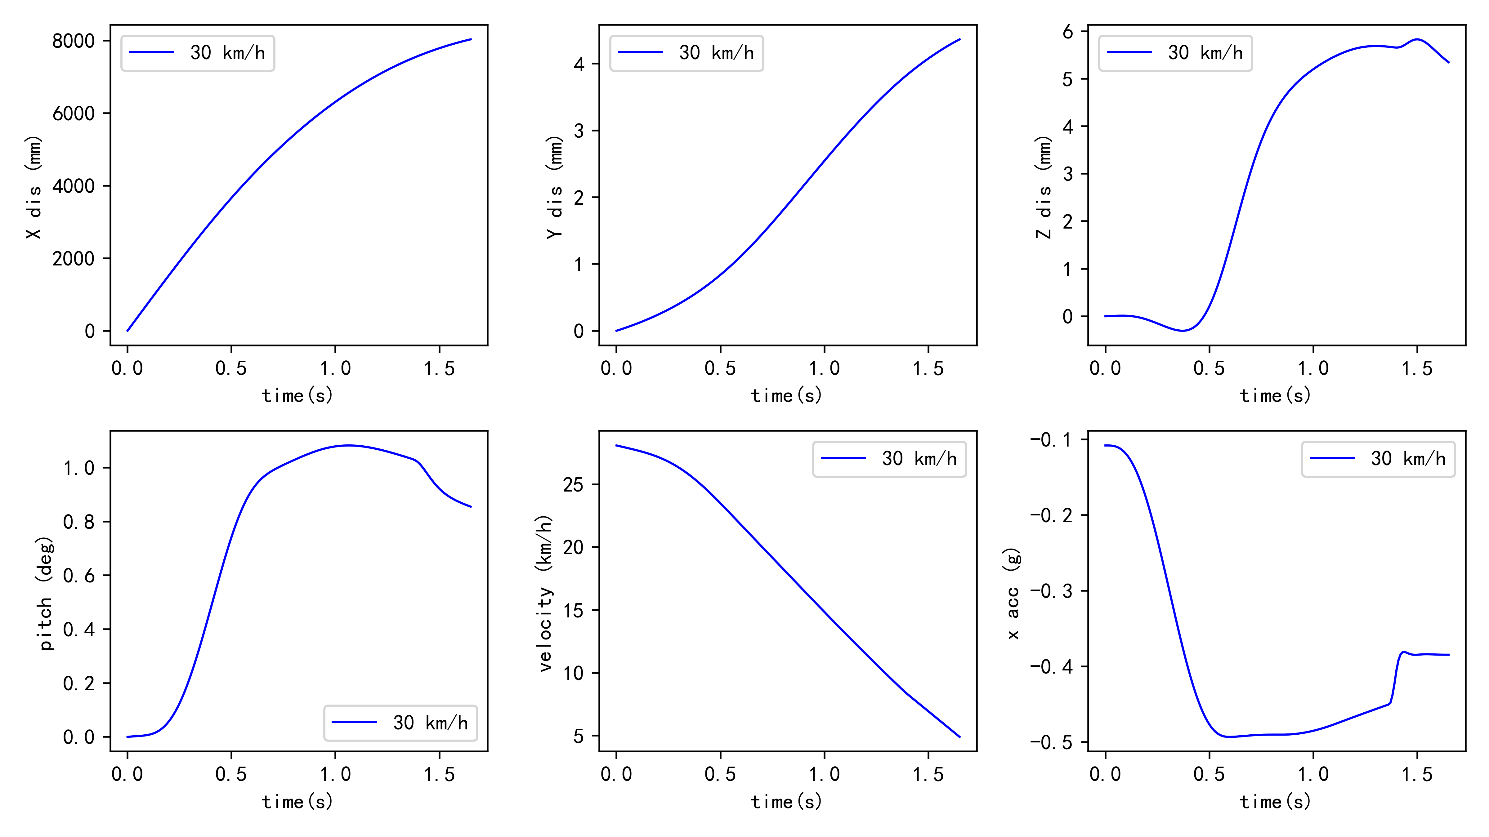 8000
6000
4000
2000
0
X dis (mm)
30 km/h
0.0 0.5 1.0 1.5
time(s)
4
3
2
1
0
Y dis (mm)
30 km/h
0.0 0.5 1.0 1.5
time(s)
6
5
4
3
2
1
0
Z dis (mm)
30 km/h
0.0 0.5 1.0 1.5
time(s)
1.0
0.8
0.6
0.4
0.2
0.0
pitch (deg)
30 km/h
0.0 0.5 1.0 1.5
time(s)
25
20
15
10
5
velocity (km/h)
30 km/h
0.0 0.5 1.0 1.5
time(s)
−0.1
−0.2
−0.3
−0.4
−0.5
x acc (g)
30 km/h
0.0 0.5 1.0 1.5
time(s)